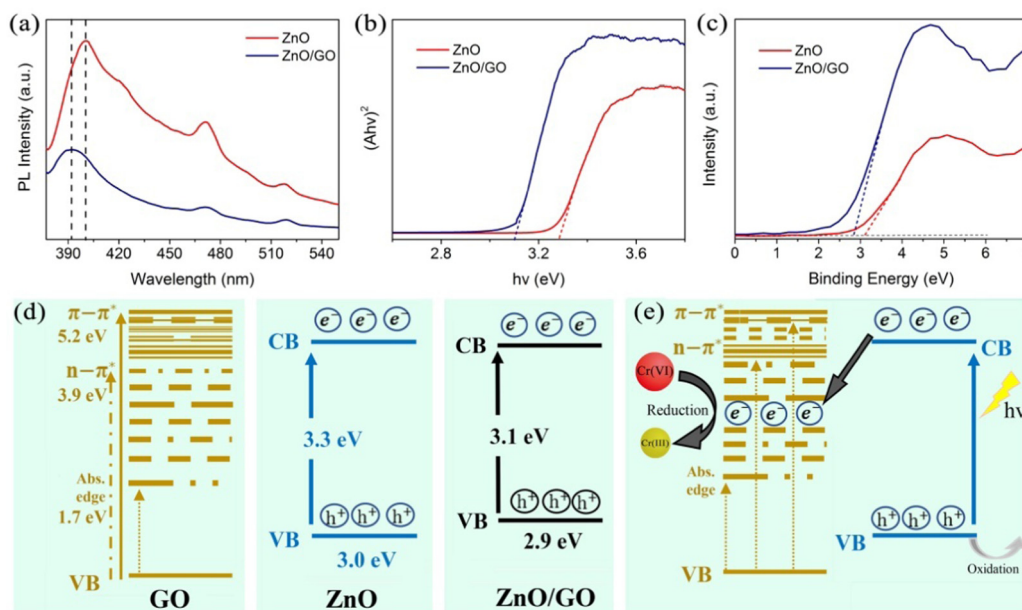 (a)
ZnO
ZnO/GO
PL Intensity (a.u.)
390 420 450 480 510 540
Wavelength (nm)
(b)
ZnO
ZnO/GO
(Ahν)²
2.8 3.2 3.6
hν (eV)
(c)
ZnO
ZnO/GO
Intensity (a.u.)
0 1 2 3 4 5 6 7
Binding Energy (eV)
(d)
π–π*
5.2 eV
n–π*
3.9 eV
Abs.
edge
1.7 eV
VB
GO
e⁻ e⁻ e⁻
CB
3.3 eV
h⁺ h⁺ h⁺
VB
3.0 eV
ZnO
e⁻ e⁻ e⁻
CB
3.1 eV
h⁺ h⁺ h⁺
VB
2.9 eV
ZnO/GO
(e)
π–π*
n–π*
Cr(VI)
Reduction
Cr(III)
e⁻ e⁻ e⁻
Abs.
edge
VB
e⁻ e⁻ e⁻
CB
hν
h⁺ h⁺ h⁺
VB
Oxidation